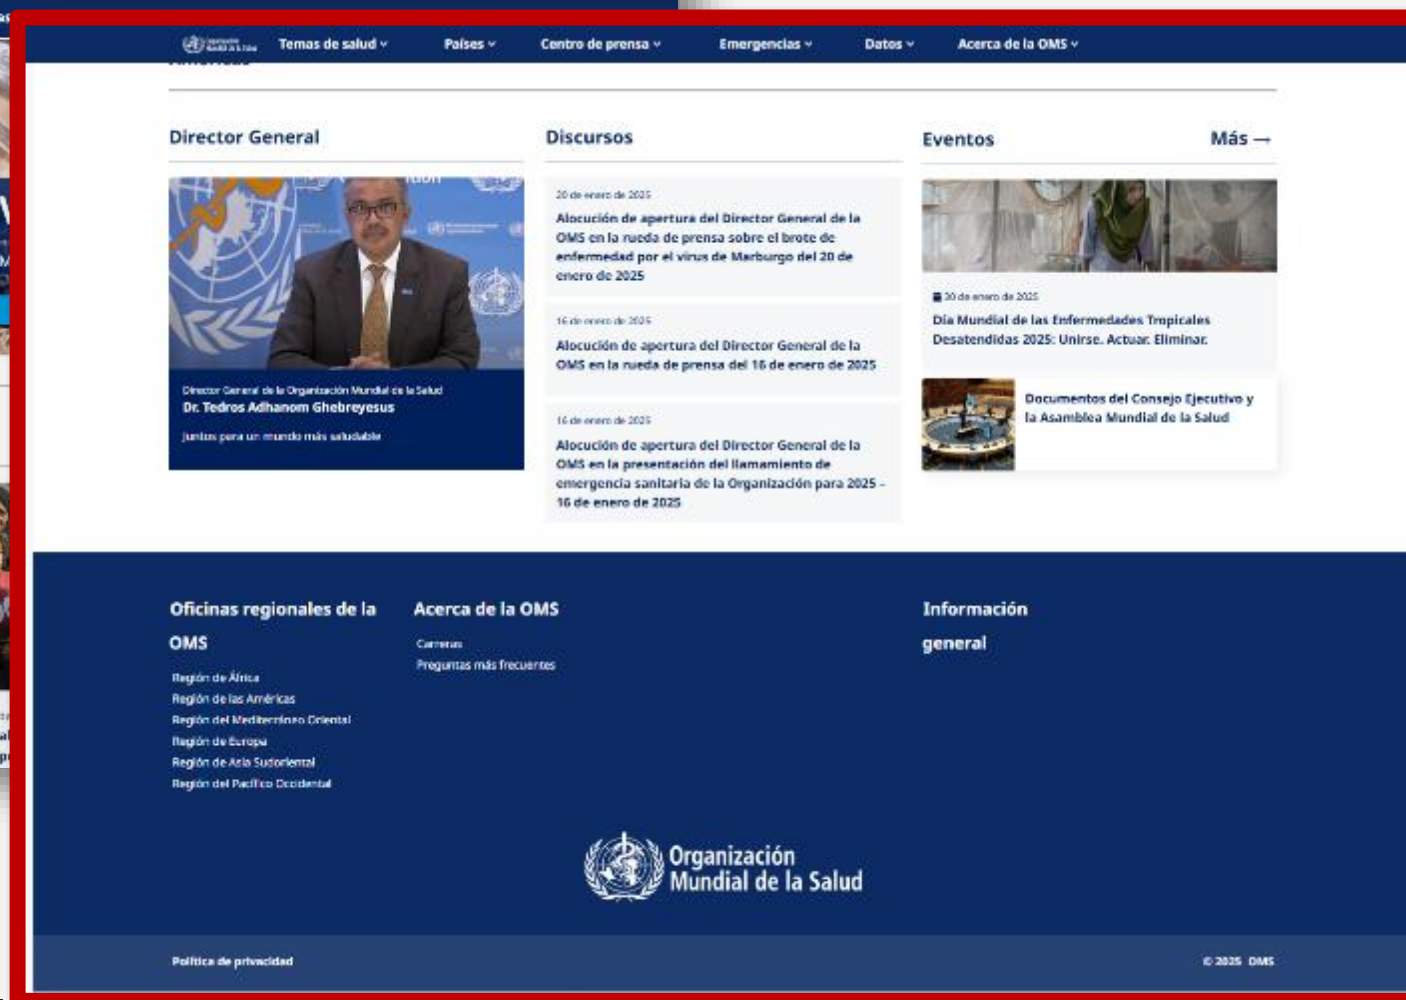 Temas de salud Países Centro de prensa Emergencias Datos Acerca de la OMS
Director General
Director General de la Organización Mundial de la Salud
Dr. Tedros Adhanom Ghebreyesus
Juntos para un mundo más saludable
Discursos
20 de enero de 2025
Alocución de apertura del Director General de la
OMS en la rueda de prensa sobre el brote de
enfermedad por el virus de Marburgo del 20 de
enero de 2025
16 de enero de 2025
Alocución de apertura del Director General de la
OMS en la rueda de prensa del 16 de enero de 2025
16 de enero de 2025
Alocución de apertura del Director General de la
OMS en la presentación del llamamiento de
emergencia sanitaria de la Organización para 2025 –
16 de enero de 2025
Eventos Más →
30 de enero de 2025
Día Mundial de las Enfermedades Tropicales
Desatendidas 2025: Unirse. Actuar. Eliminar.
Documentos del Consejo Ejecutivo y
la Asamblea Mundial de la Salud
Oficinas regionales de la
OMS
Región de África
Región de las Américas
Región del Mediterráneo Oriental
Región de Europa
Región de Asia Sudoriental
Región del Pacífico Occidental
Acerca de la OMS
Carreras
Preguntas más frecuentes
Información
general
Organización
Mundial de la Salud
Política de privacidad
© 2025 OMS